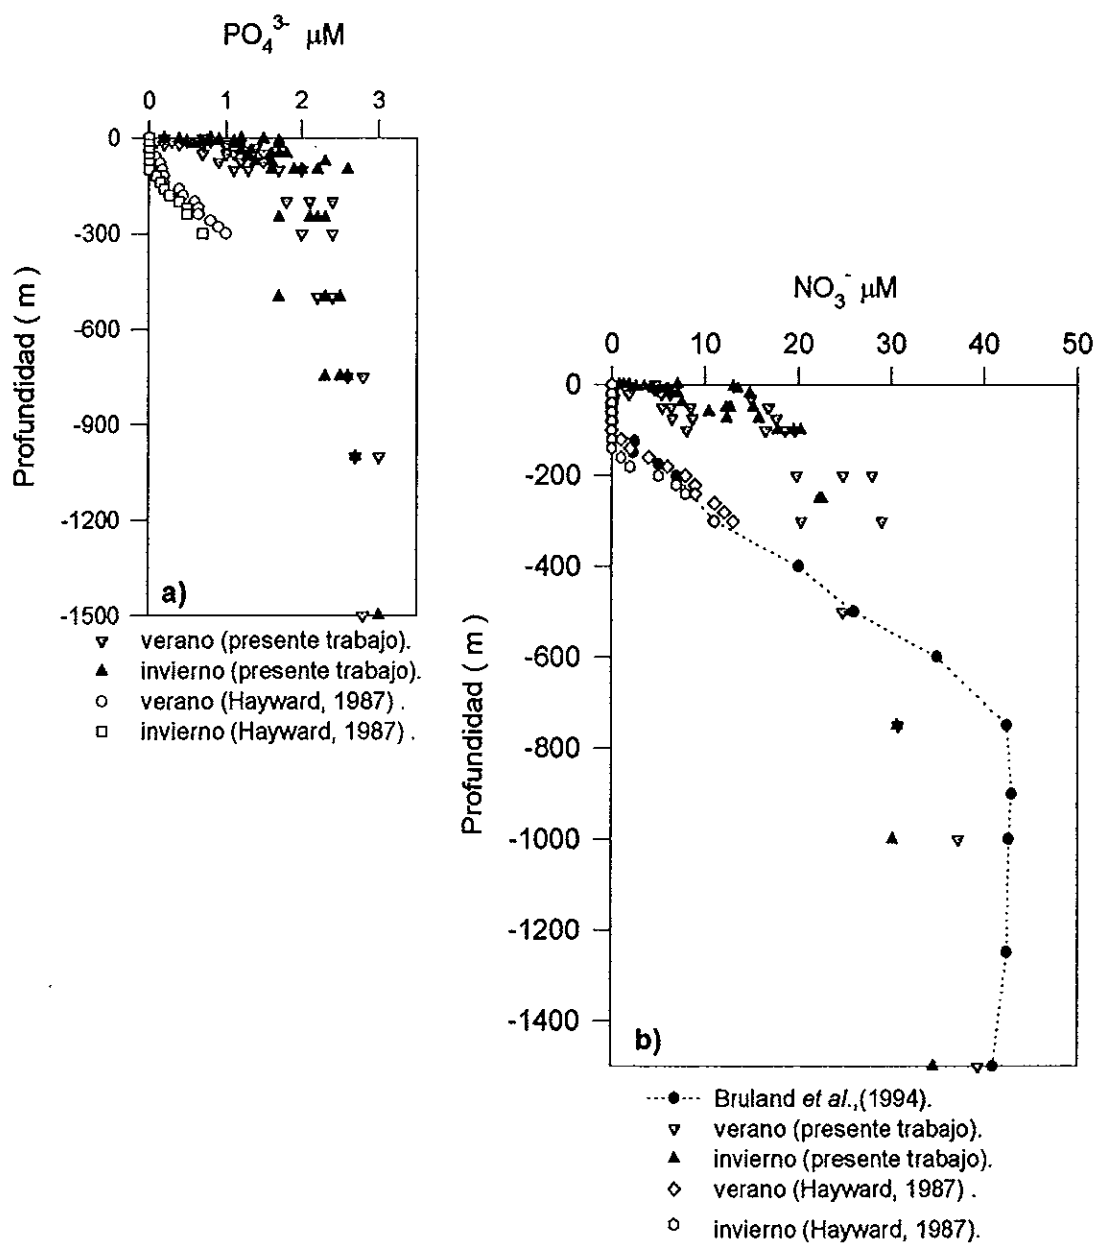 PO₄³⁻ µM
0 1 2 3
0
-300
-600
-900
-1200
-1500
Profundidad ( m )
a)
verano (presente trabajo).
invierno (presente trabajo).
verano (Hayward, 1987) .
invierno (Hayward, 1987) .
NO₃⁻ µM
0 10 20 30 40 50
0
-200
-400
-600
-800
-1000
-1200
-1400
Profundidad ( m )
b)
Bruland et al.,(1994).
verano (presente trabajo).
invierno (presente trabajo).
verano (Hayward, 1987) .
invierno (Hayward, 1987).